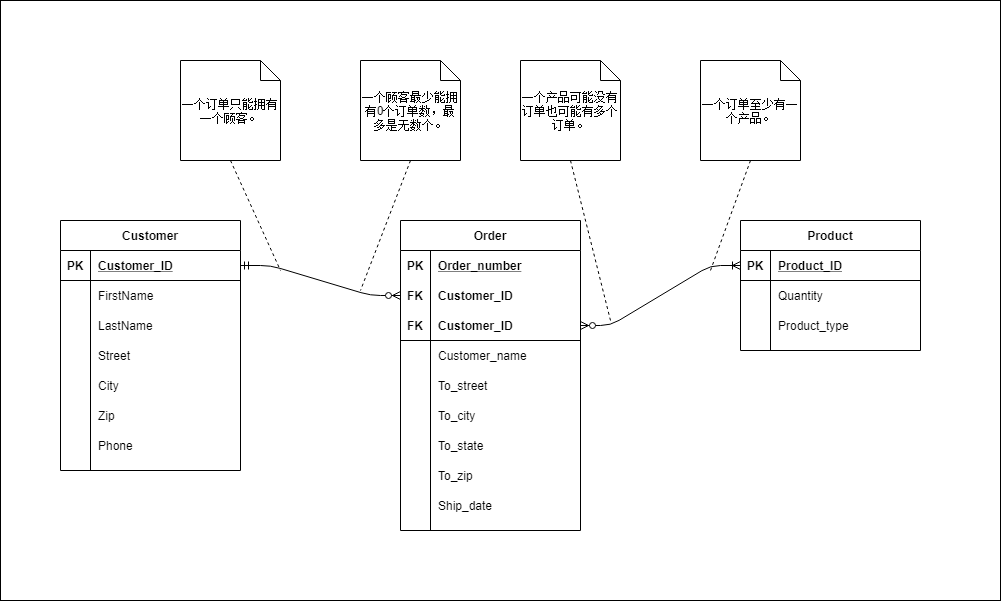 一个订单只能拥有
一个顾客。
一个顾客最少能拥
有0个订单数，最
多是无数个。
一个产品可能没有
订单也可能有多个
订单。
一个订单至少有一
个产品。
Customer
PK Customer_ID
FirstName
LastName
Street
City
Zip
Phone
Order
PK Order_number
FK Customer_ID
FK Customer_ID
Customer_name
To_street
To_city
To_state
To_zip
Ship_date
Product
PK Product_ID
Quantity
Product_type